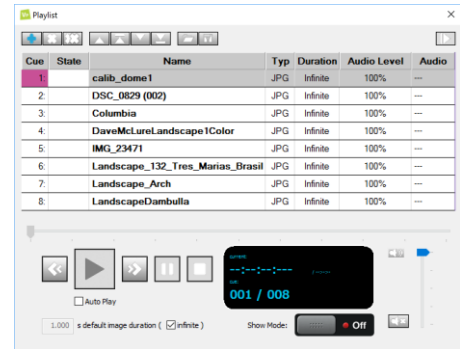 Playlist
Cue State Name Typ Duration Audio Level Audio
1: calib_dome1 JPG Infinite 100% ---
2: DSC_0829 (002) JPG Infinite 100% ---
3: Columbia JPG Infinite 100% ---
4: DaveMcLureLandscape1Color JPG Infinite 100% ---
5: IMG_23471 JPG Infinite 100% ---
6: Landscape_132_Tres_Marias_Brasil JPG Infinite 100% ---
7: Landscape_Arch JPG Infinite 100% ---
8: LandscapeDambulla JPG Infinite 100% ---
--:--:--:---
001 / 008
Auto Play
1.000 s default image duration ( infinite )
Show Mode: Off